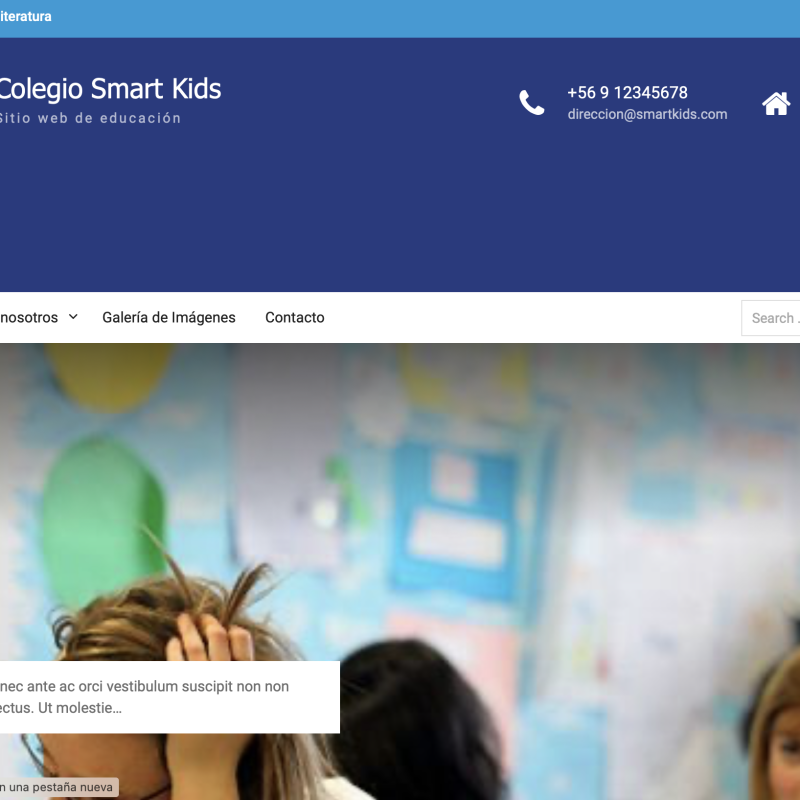 iteratura
Colegio Smart Kids
Sitio web de educación
+56 9 12345678
direccion@smartkids.com
nosotros
Galería de Imágenes
Contacto
Search .
nec ante ac orci vestibulum suscipit non non
ectus. Ut molestie...
n una pestaña nueva